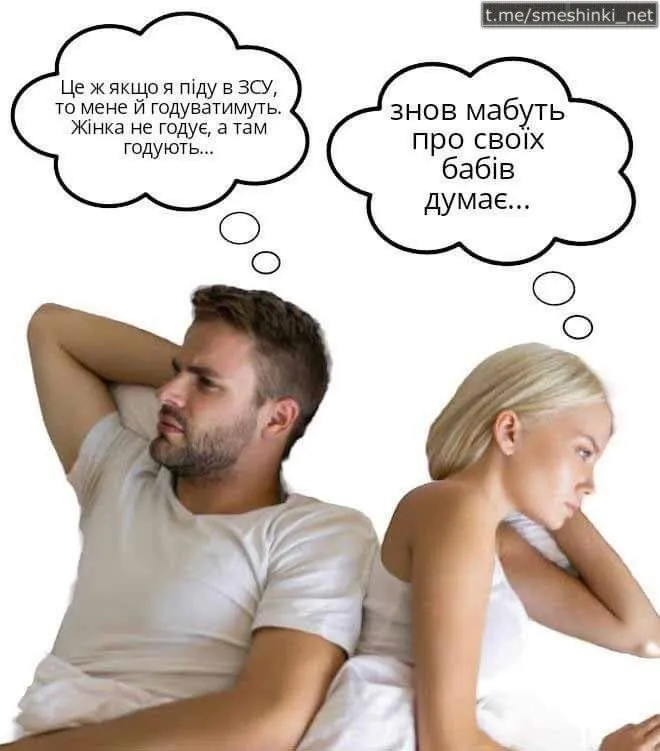 t.me/smeshinki_net
Це ж якщо я піду в ЗСУ,
то мене й годуватимуть.
Жінка не годує, а там
годують...
знов мабуть
про своїх
бабів
думає...